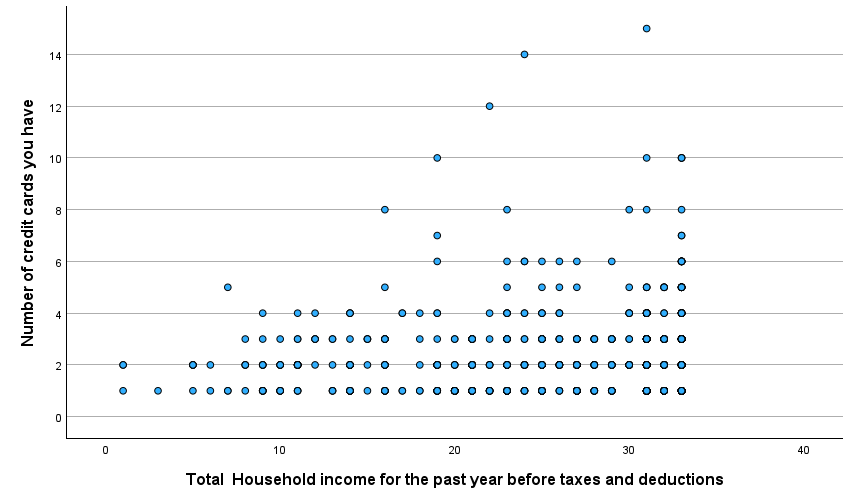 Number of credit cards you have
14
12
10
8
6
4
2
0
0 10 20 30 40
Total Household income for the past year before taxes and deductions